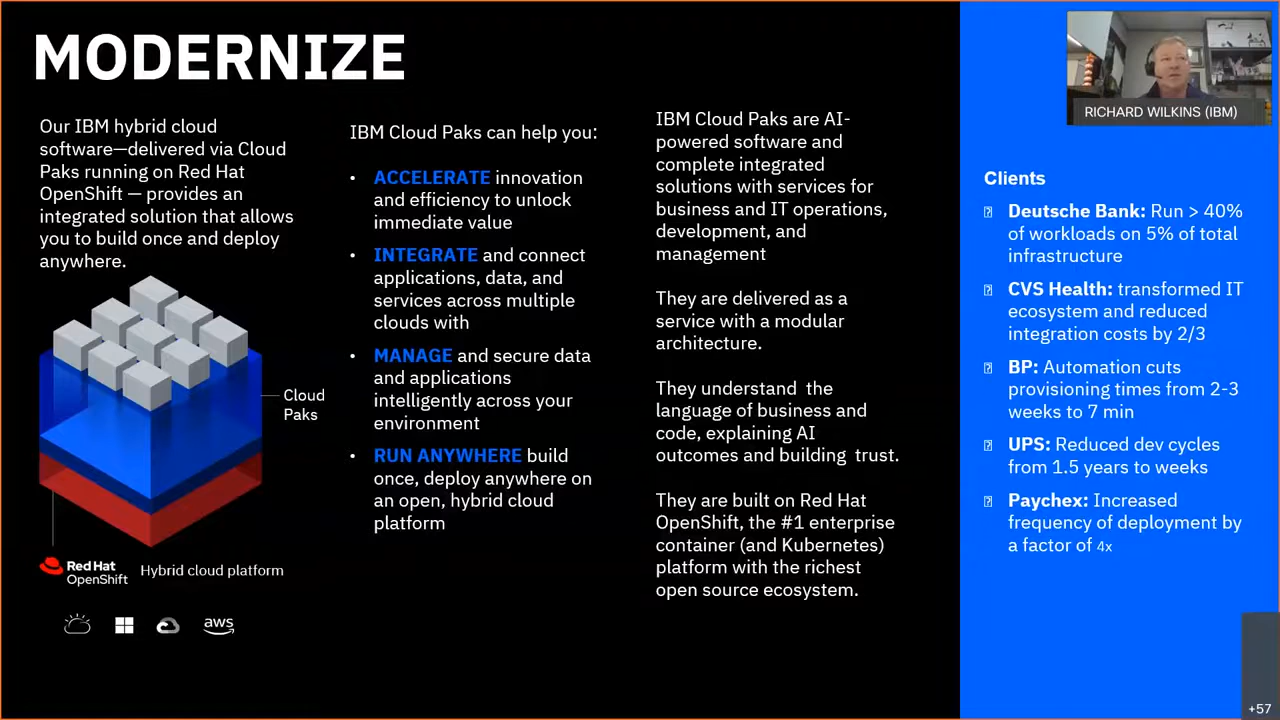 MODERNIZE
Our IBM hybrid cloud
software—delivered via Cloud
Paks running on Red Hat
OpenShift — provides an
integrated solution that allows
you to build once and deploy
anywhere.
Cloud
Paks
Red Hat
OpenShift
Hybrid cloud platform
aws
IBM Cloud Paks can help you:
• ACCELERATE innovation
and efficiency to unlock
immediate value
• INTEGRATE and connect
applications, data, and
services across multiple
clouds with
• MANAGE and secure data
and applications
intelligently across your
environment
• RUN ANYWHERE build
once, deploy anywhere on
an open, hybrid cloud
platform
IBM Cloud Paks are AI-
powered software and
complete integrated
solutions with services for
business and IT operations,
development, and
management
They are delivered as a
service with a modular
architecture.
They understand  the
language of business and
code, explaining AI
outcomes and building  trust.
They are built on Red Hat
OpenShift, the #1 enterprise
container (and Kubernetes)
platform with the richest
open source ecosystem.
RICHARD WILKINS (IBM)
Clients
Deutsche Bank: Run > 40%
of workloads on 5% of total
infrastructure
CVS Health: transformed IT
ecosystem and reduced
integration costs by 2/3
BP: Automation cuts
provisioning times from 2-3
weeks to 7 min
UPS: Reduced dev cycles
from 1.5 years to weeks
Paychex: Increased
frequency of deployment by
a factor of 4x
+57